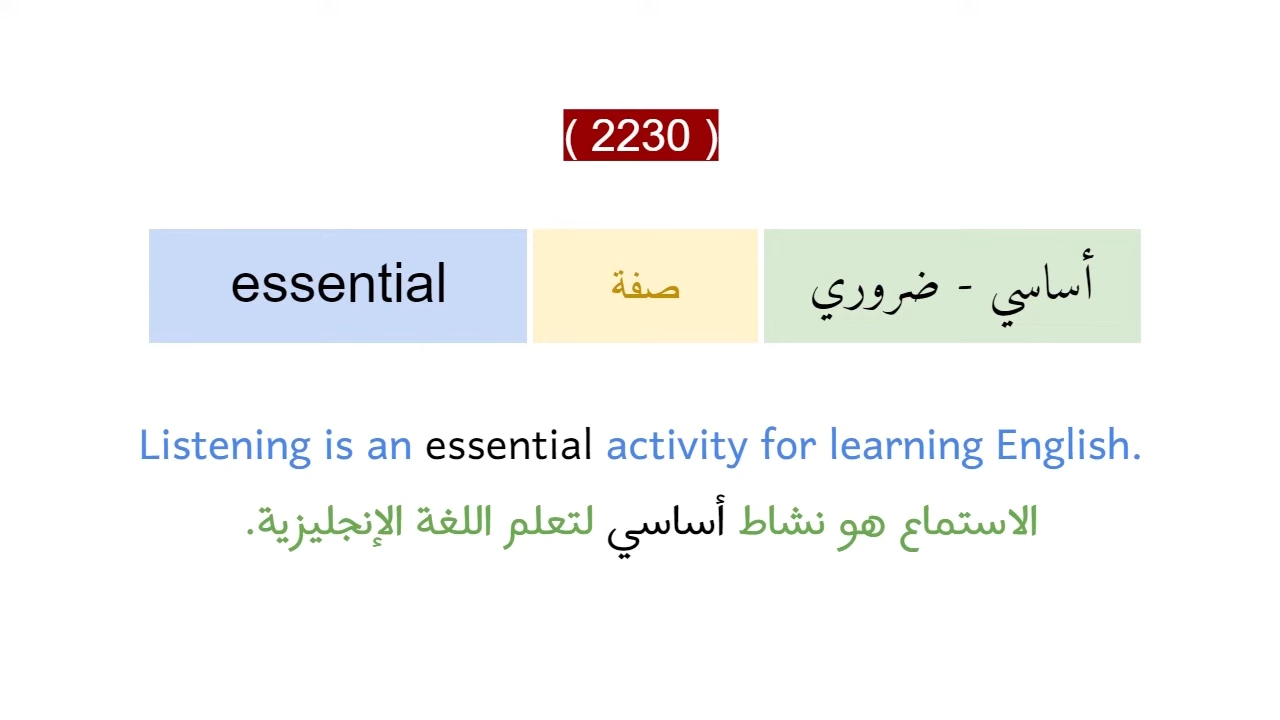 ( 2230 )
essential صفة أساسي - ضروري
Listening is an essential activity for learning English.
الاستماع هو نشاط أساسي لتعلم اللغة الإنجليزية.